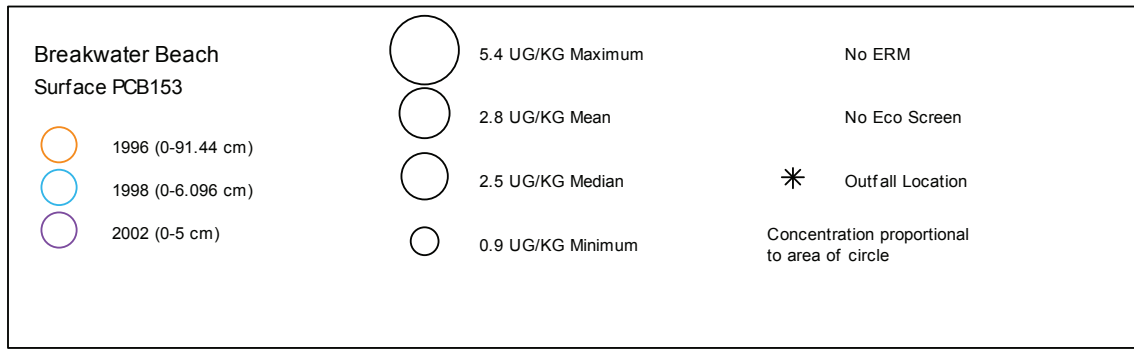 Breakwater Beach
Surface PCB153
1996 (0-91.44 cm)
1998 (0-6.096 cm)
2002 (0-5 cm)
5.4 UG/KG Maximum
2.8 UG/KG Mean
2.5 UG/KG Median
0.9 UG/KG Minimum
No ERM
No Eco Screen
Outfall Location
Concentration proportional
to area of circle